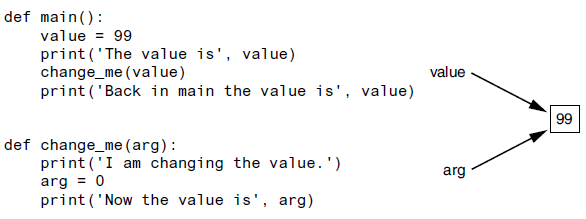 def main():
    value = 99
    print('The value is', value)
    change_me(value)
    print('Back in main the value is', value)
def change_me(arg):
    print('I am changing the value.')
    arg = 0
    print('Now the value is', arg)
value
99
arg